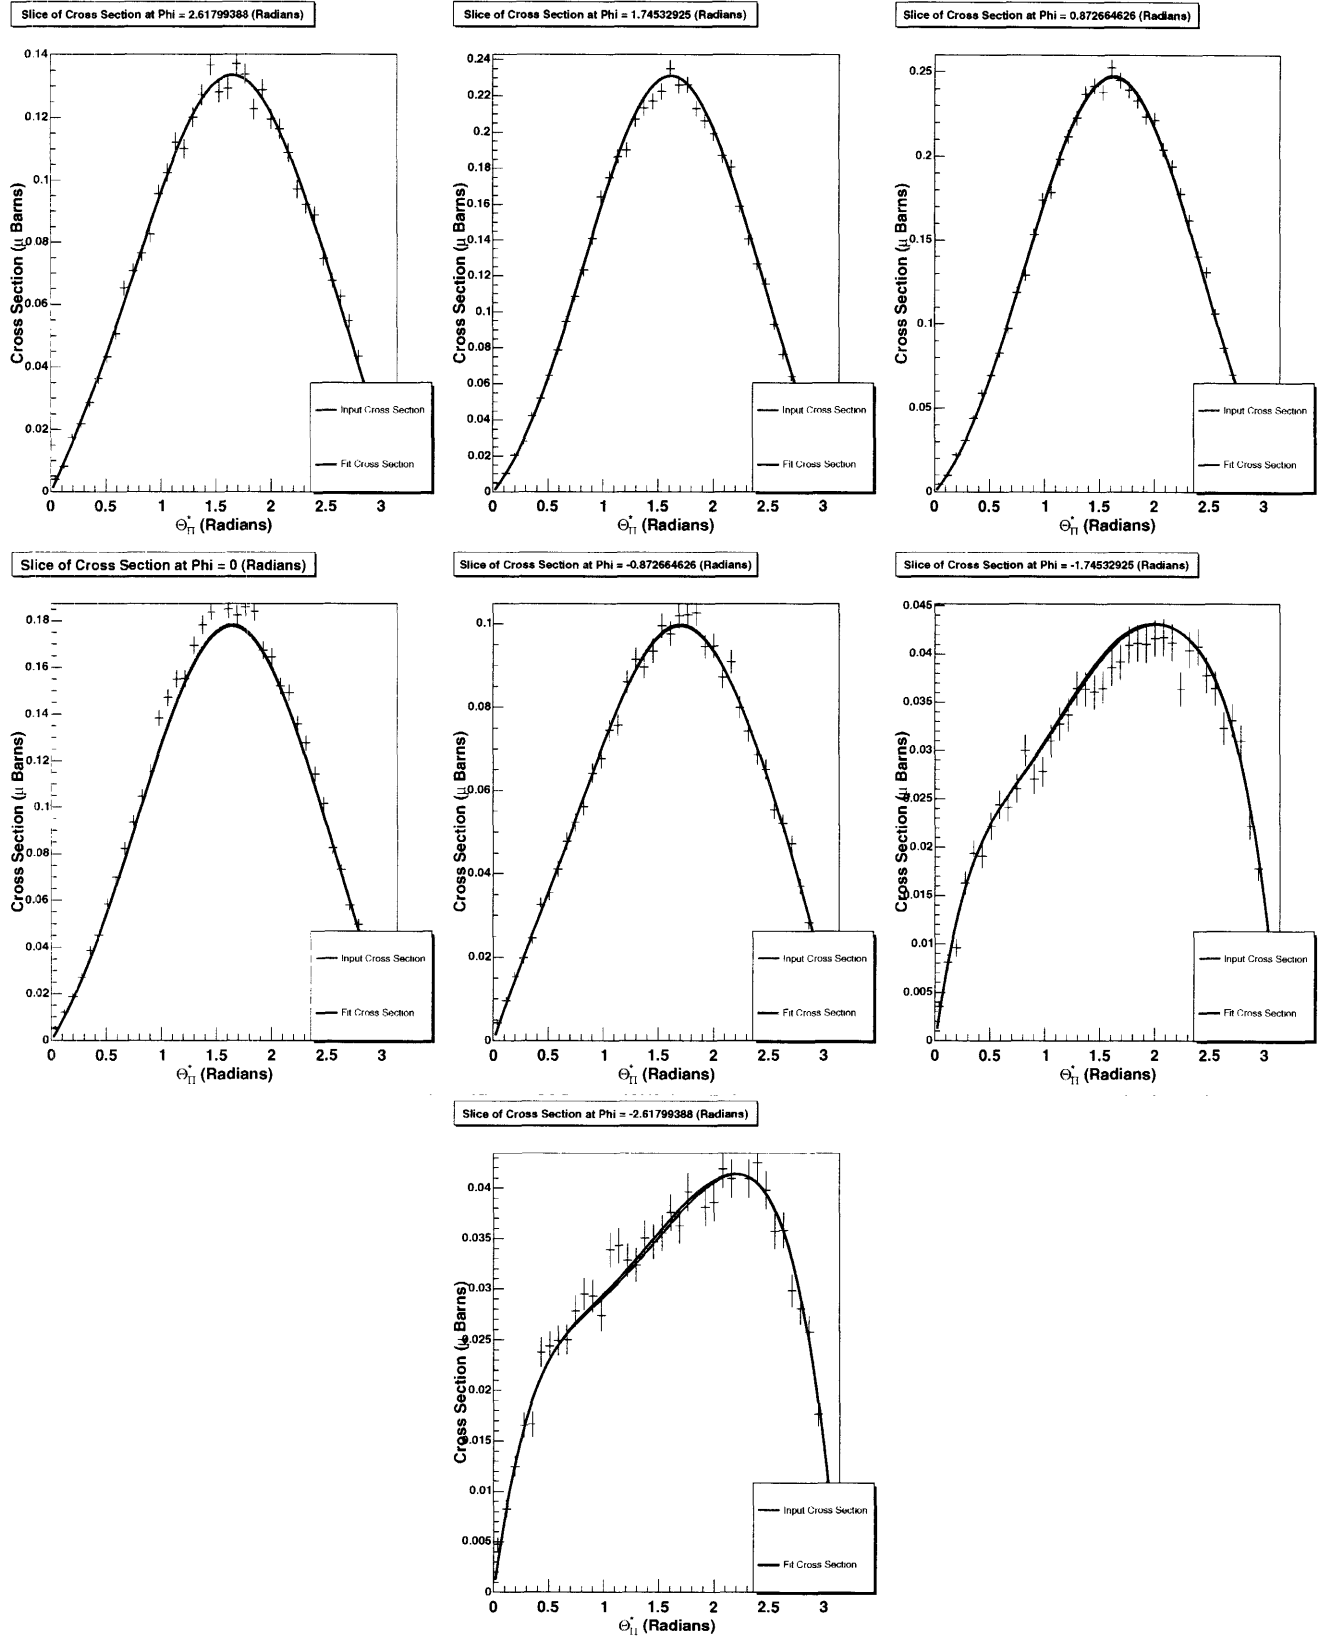 Slice of Cross Section at Phi = 2.61799388 (Radians)
0.14
0.12
0.1
0.08
0.06
0.04
0.02
0
Cross Section (μ Barns)
Input Cross Section
Fit Cross Section
0 0.5 1 1.5 2 2.5 3
Θ*Π (Radians)
Slice of Cross Section at Phi = 1.74532925 (Radians)
0.24
0.22
0.2
0.18
0.16
0.14
0.12
0.1
0.08
0.06
0.04
0.02
0
Cross Section (μ Barns)
Input Cross Section
Fit Cross Section
0 0.5 1 1.5 2 2.5 3
Θ*Π (Radians)
Slice of Cross Section at Phi = 0.872664626 (Radians)
0.25
0.2
0.15
0.1
0.05
0
Cross Section (μ Barns)
Input Cross Section
Fit Cross Section
0 0.5 1 1.5 2 2.5 3
Θ*Π (Radians)
Slice of Cross Section at Phi = 0 (Radians)
0.18
0.16
0.14
0.12
0.1
0.08
0.06
0.04
0.02
0
Cross Section (μ Barns)
Input Cross Section
Fit Cross Section
0 0.5 1 1.5 2 2.5 3
Θ*Π (Radians)
Slice of Cross Section at Phi = -0.872664626 (Radians)
0.1
0.08
0.06
0.04
0.02
0
Cross Section (μ Barns)
Input Cross Section
Fit Cross Section
0 0.5 1 1.5 2 2.5 3
Θ*Π (Radians)
Slice of Cross Section at Phi = -1.74532925 (Radians)
0.045
0.04
0.035
0.03
0.025
0.02
0.015
0.01
0.005
0
Cross Section (μ Barns)
Input Cross Section
Fit Cross Section
0 0.5 1 1.5 2 2.5 3
Θ*Π (Radians)
Slice of Cross Section at Phi = -2.61799388 (Radians)
0.04
0.035
0.03
0.025
0.02
0.015
0.01
0.005
0
Cross Section (μ Barns)
Input Cross Section
Fit Cross Section
0 0.5 1 1.5 2 2.5 3
Θ*Π (Radians)